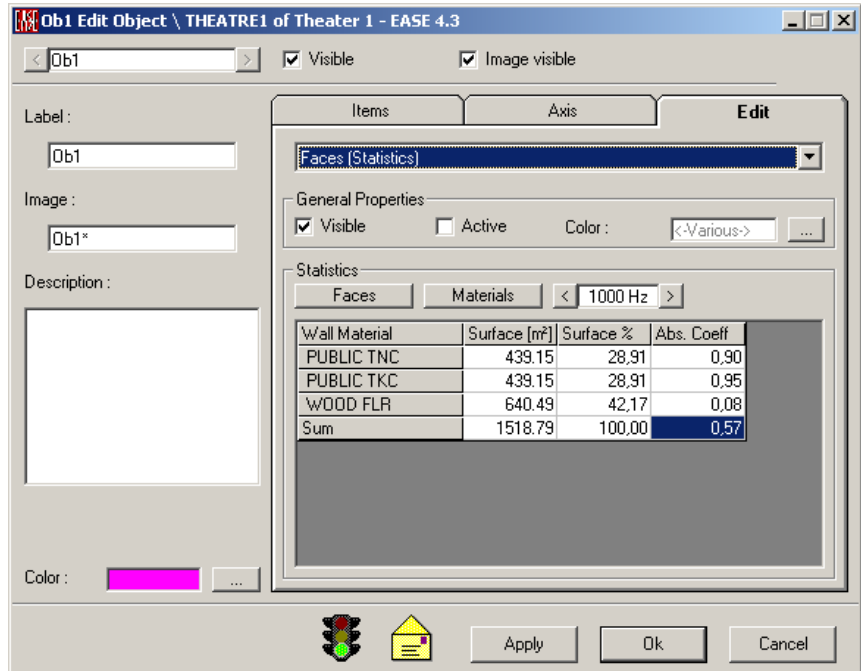 Ob1 Edit Object \ THEATRE1 of Theater 1 - EASE 4.3
< Ob1 > Visible Image visible
Items Axis Edit
Label :
Ob1
Faces (Statistics)
Image :
Ob1*
General Properties
Visible Active Color : <-Various-> ...
Description :
Statistics
Faces Materials < 1000 Hz >
Wall Material Surface [m²] Surface % Abs. Coeff
PUBLIC TNC 439.15 28,91 0,90
PUBLIC TKC 439.15 28,91 0,95
WOOD FLR 640.49 42,17 0,08
Sum 1518.79 100,00 0,57
Color : ...
Apply Ok Cancel